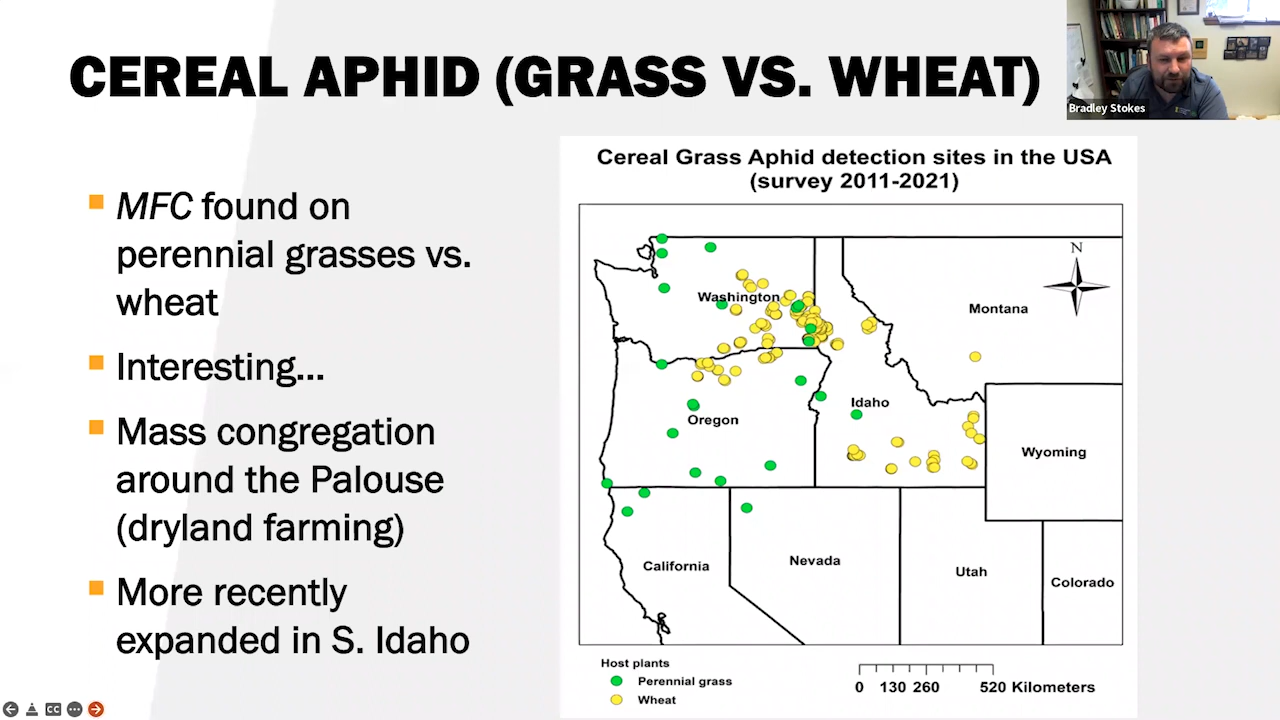 CEREAL APHID (GRASS VS. WHEAT)
Bradley Stokes
MFC found on
perennial grasses vs.
wheat
Interesting...
Mass congregation
around the Palouse
(dryland farming)
More recently
expanded in S. Idaho
Cereal Grass Aphid detection sites in the USA
(survey 2011-2021)
N
Washington
Montana
Idaho
Oregon
Wyoming
California
Nevada
Utah
Colorado
Host plants
Perennial grass
Wheat
0 130 260 520 Kilometers
CC